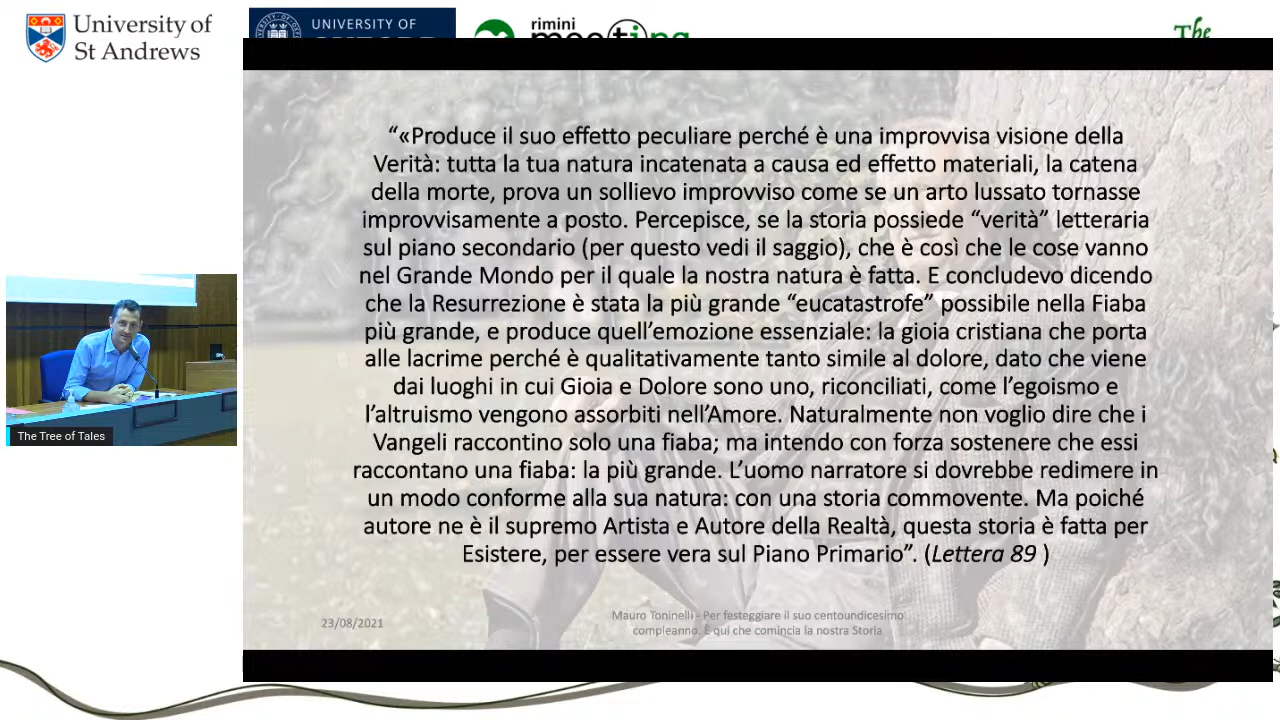 University of
St Andrews
UNIVERSITY OF
rimini
meeting
The
“«Produce il suo effetto peculiare perché è una improvvisa visione della
Verità: tutta la tua natura incatenata a causa ed effetto materiali, la catena
della morte, prova un sollievo improvviso come se un arto lussato tornasse
improvvisamente a posto. Percepisce, se la storia possiede “verità” letteraria
sul piano secondario (per questo vedi il saggio), che è così che le cose vanno
nel Grande Mondo per il quale la nostra natura è fatta. E concludevo dicendo
che la Resurrezione è stata la più grande “eucatastrofe” possibile nella Fiaba
più grande, e produce quell’emozione essenziale: la gioia cristiana che porta
alle lacrime perché è qualitativamente tanto simile al dolore, dato che viene
dai luoghi in cui Gioia e Dolore sono uno, riconciliati, come l’egoismo e
l’altruismo vengono assorbiti nell’Amore. Naturalmente non voglio dire che i
Vangeli raccontino solo una fiaba; ma intendo con forza sostenere che essi
raccontano una fiaba: la più grande. L’uomo narratore si dovrebbe redimere in
un modo conforme alla sua natura: con una storia commovente. Ma poiché
autore ne è il supremo Artista e Autore della Realtà, questa storia è fatta per
Esistere, per essere vera sul Piano Primario”. (Lettera 89 )
23/08/2021
Mauro Toninelli - Per festeggiare il suo centoundicesimo
compleanno. È qui che comincia la nostra Storia
The Tree of Tales